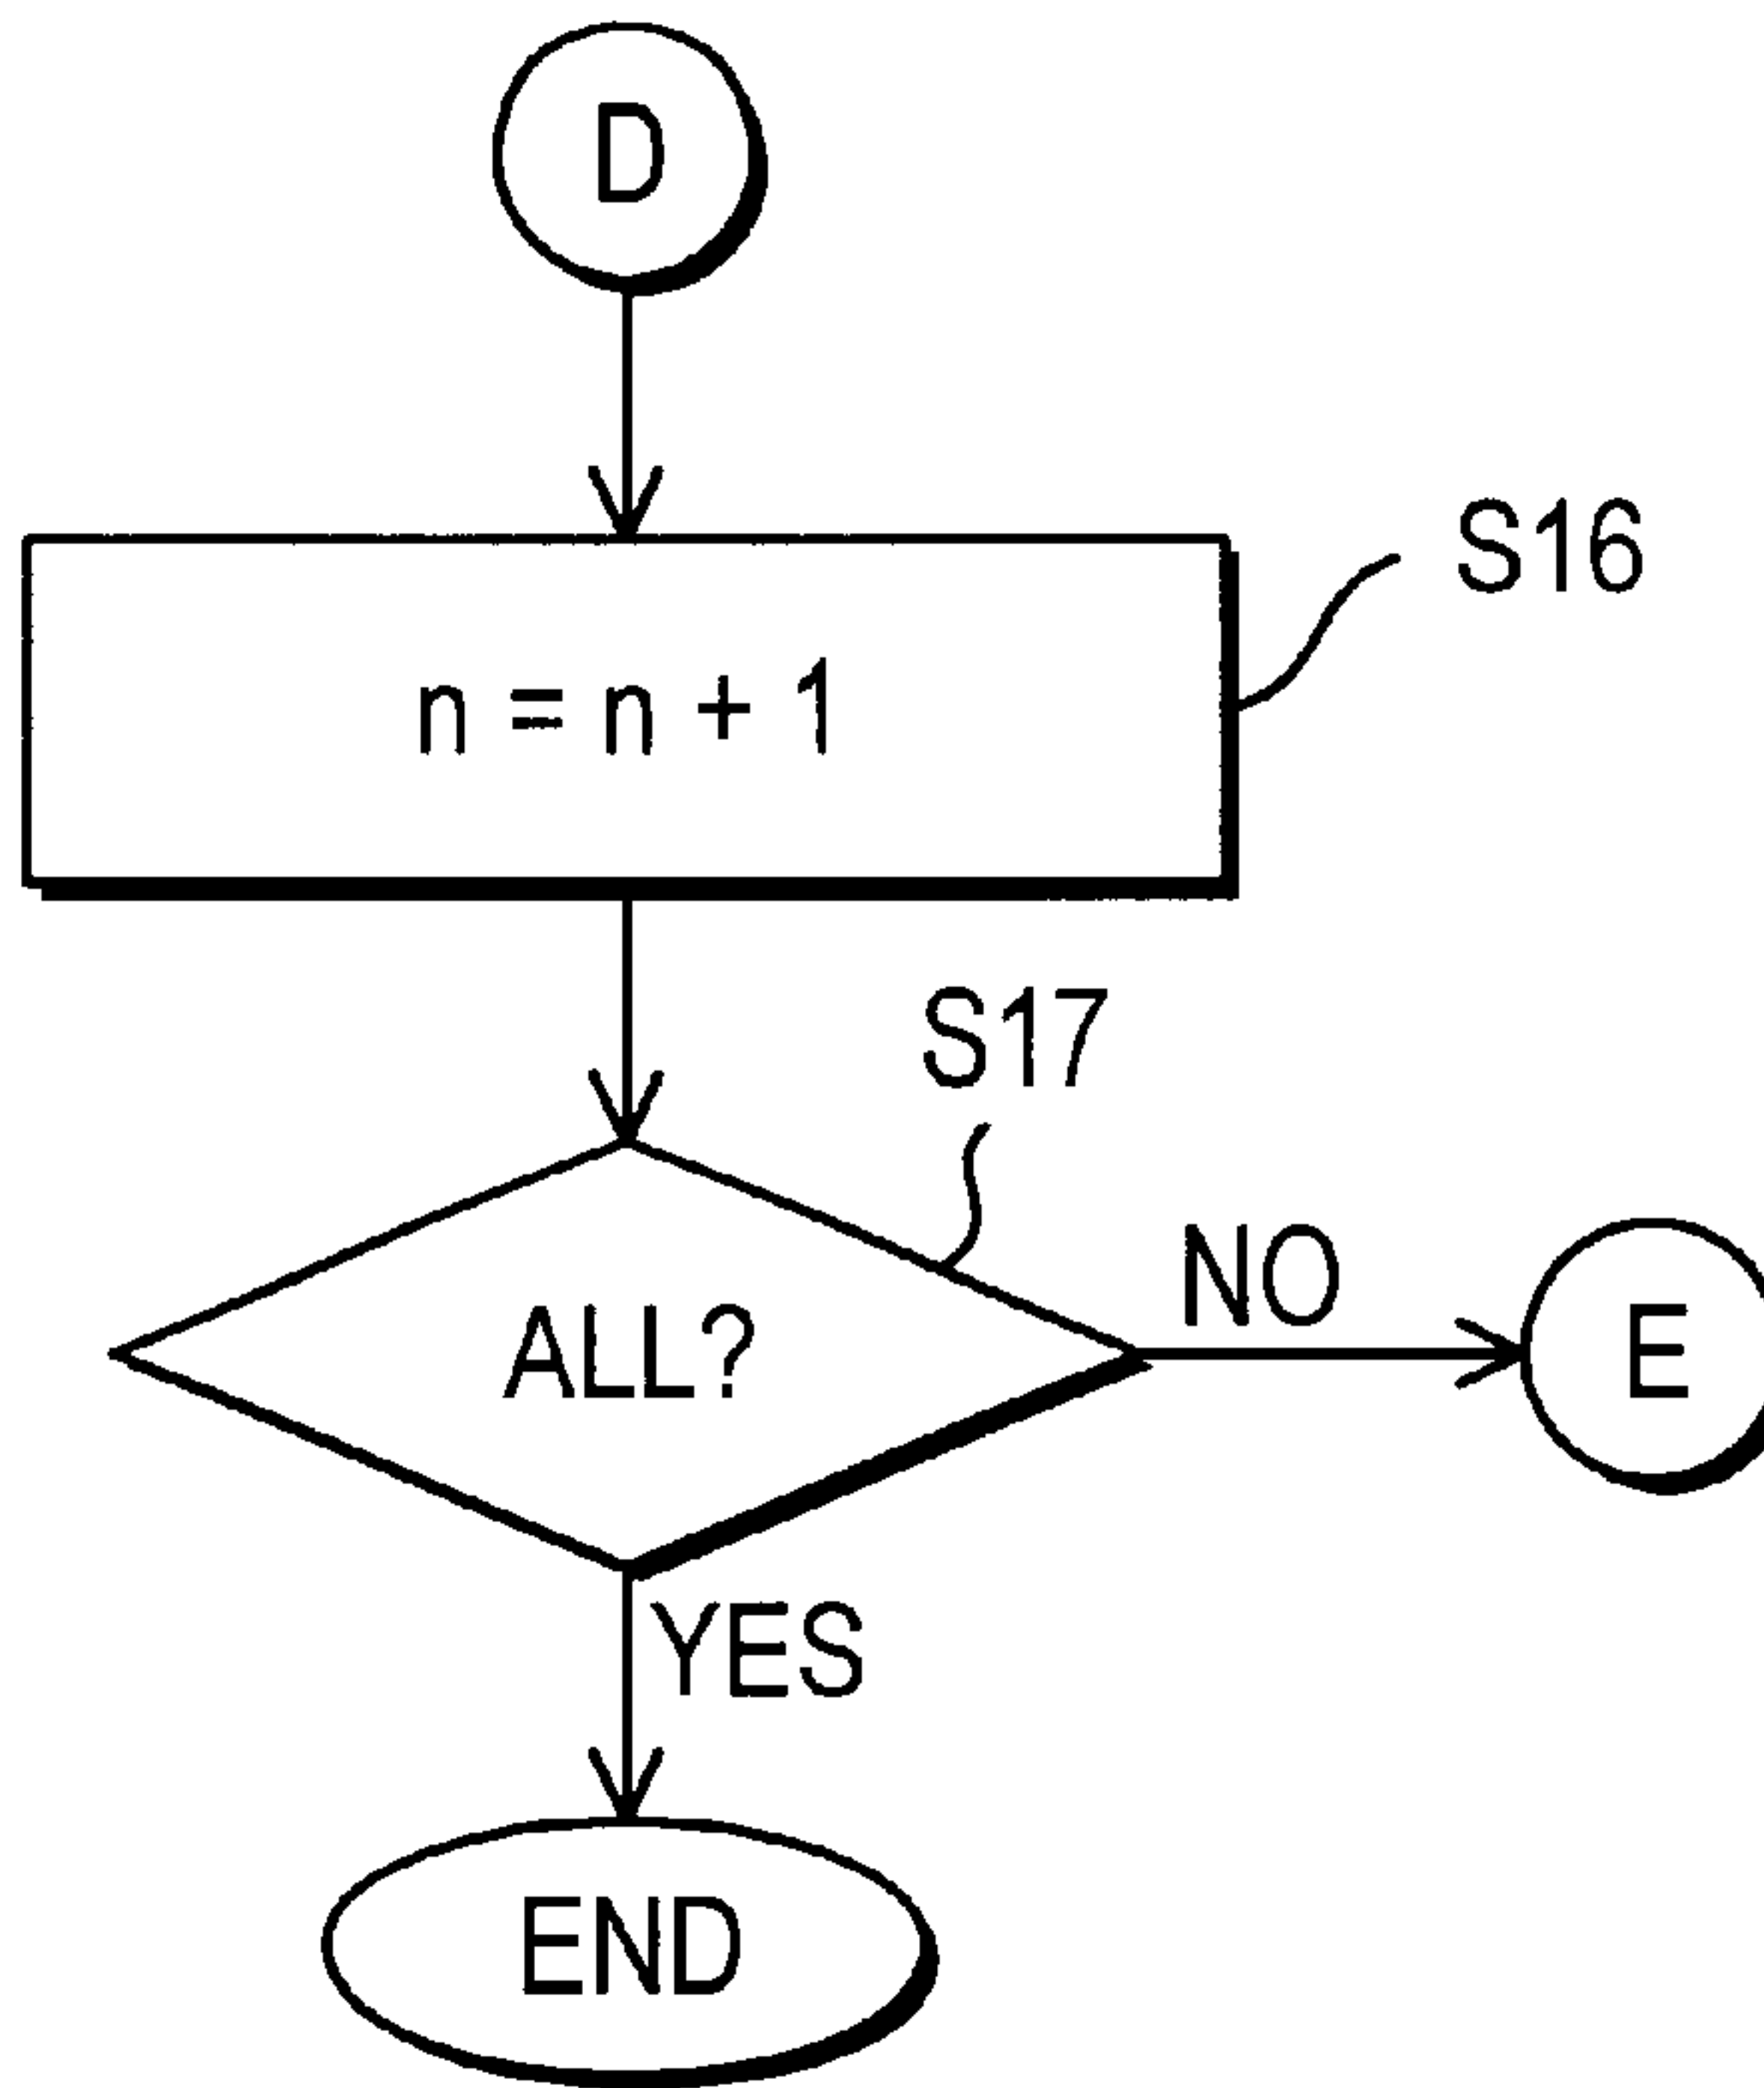 D
S16
n = n + 1
S17
ALL?
NO
E
YES
END